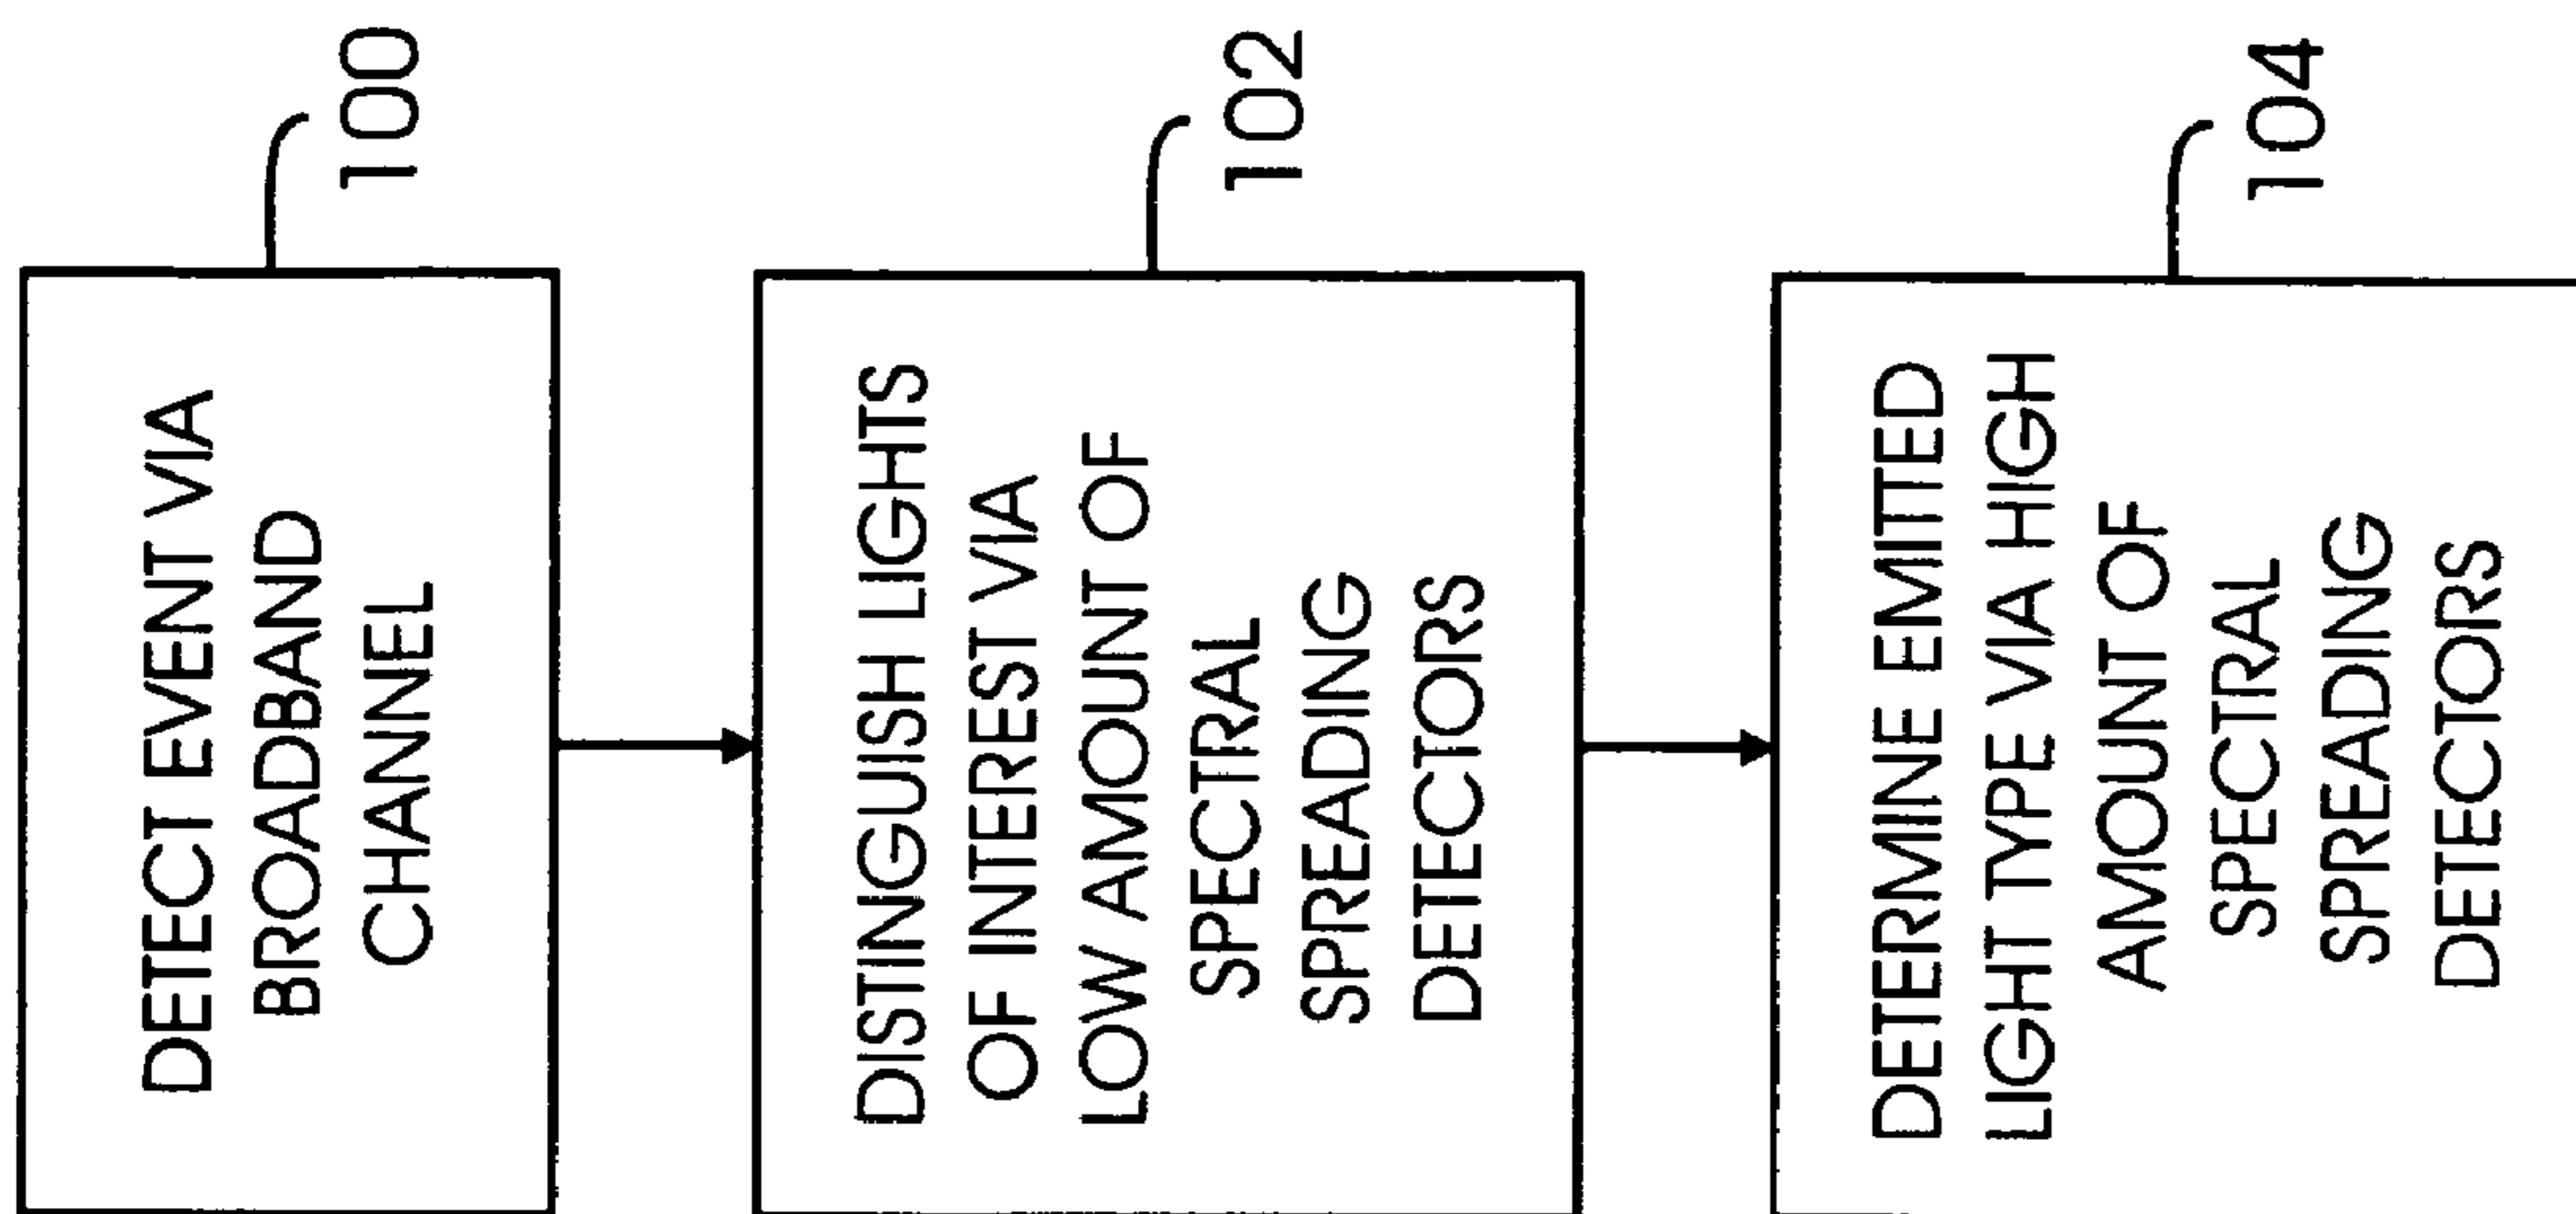 DETECT EVENT VIA
BROADBAND
CHANNEL
100
DISTINGUISH LIGHTS
OF INTEREST VIA
LOW AMOUNT OF
SPECTRAL
SPREADING
DETECTORS
102
DETERMINE EMITTED
LIGHT TYPE VIA HIGH
AMOUNT OF
SPECTRAL
SPREADING
DETECTORS
104